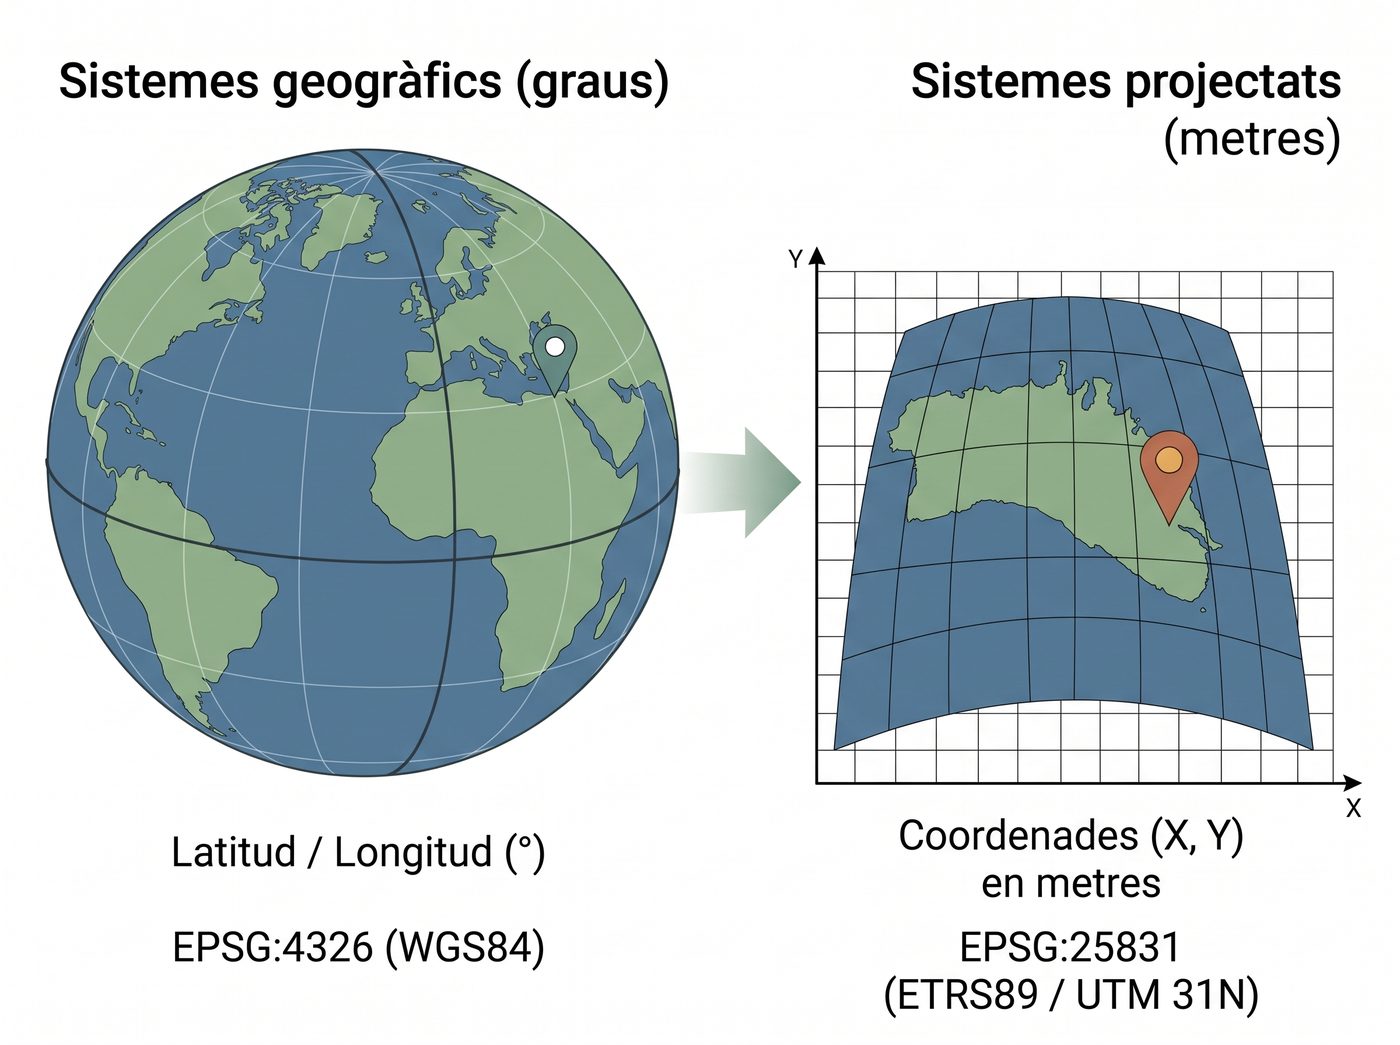 Sistemes geogràfics (graus)
Latitud / Longitud (°)
EPSG:4326 (WGS84)
Sistemes projectats
(metres)
Y
X
Coordenades (X, Y)
en metres
EPSG:25831
(ETRS89 / UTM 31N)